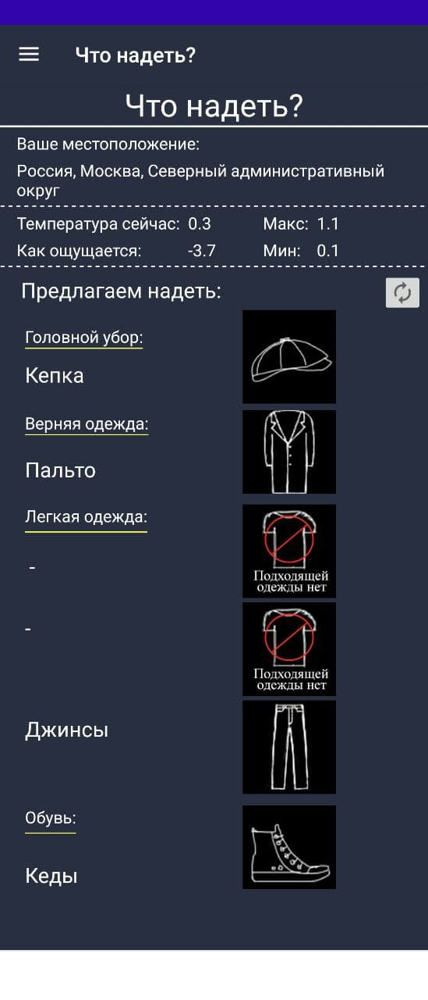 Что надеть?
Что надеть?
Ваше местоположение:
Россия, Москва, Северный административный
округ
Температура сейчас: 0.3 Макс: 1.1
Как ощущается: -3.7 Мин: 0.1
Предлагаем надеть:
Головной убор:
Кепка
Верняя одежда:
Пальто
Легкая одежда:
-
Подходящей
одежды нет
-
Подходящей
одежды нет
Джинсы
Обувь:
Кеды